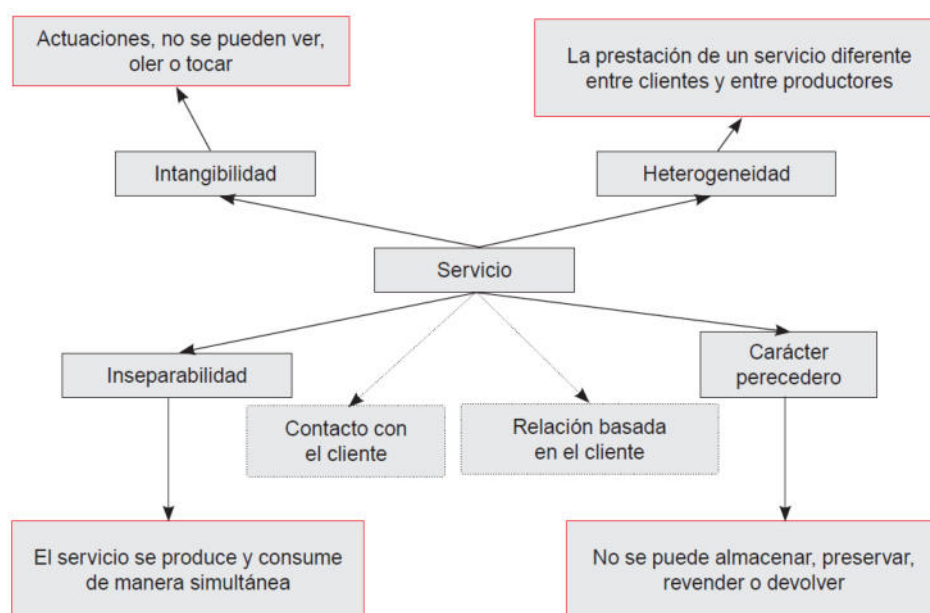 Actuaciones, no se pueden ver,
oler o tocar
La prestación de un servicio diferente
entre clientes y entre productores
Intangibilidad
Heterogeneidad
Servicio
Inseparabilidad
Carácter
perecedero
Contacto con
el cliente
Relación basada
en el cliente
El servicio se produce y consume
de manera simultánea
No se puede almacenar, preservar,
revender o devolver